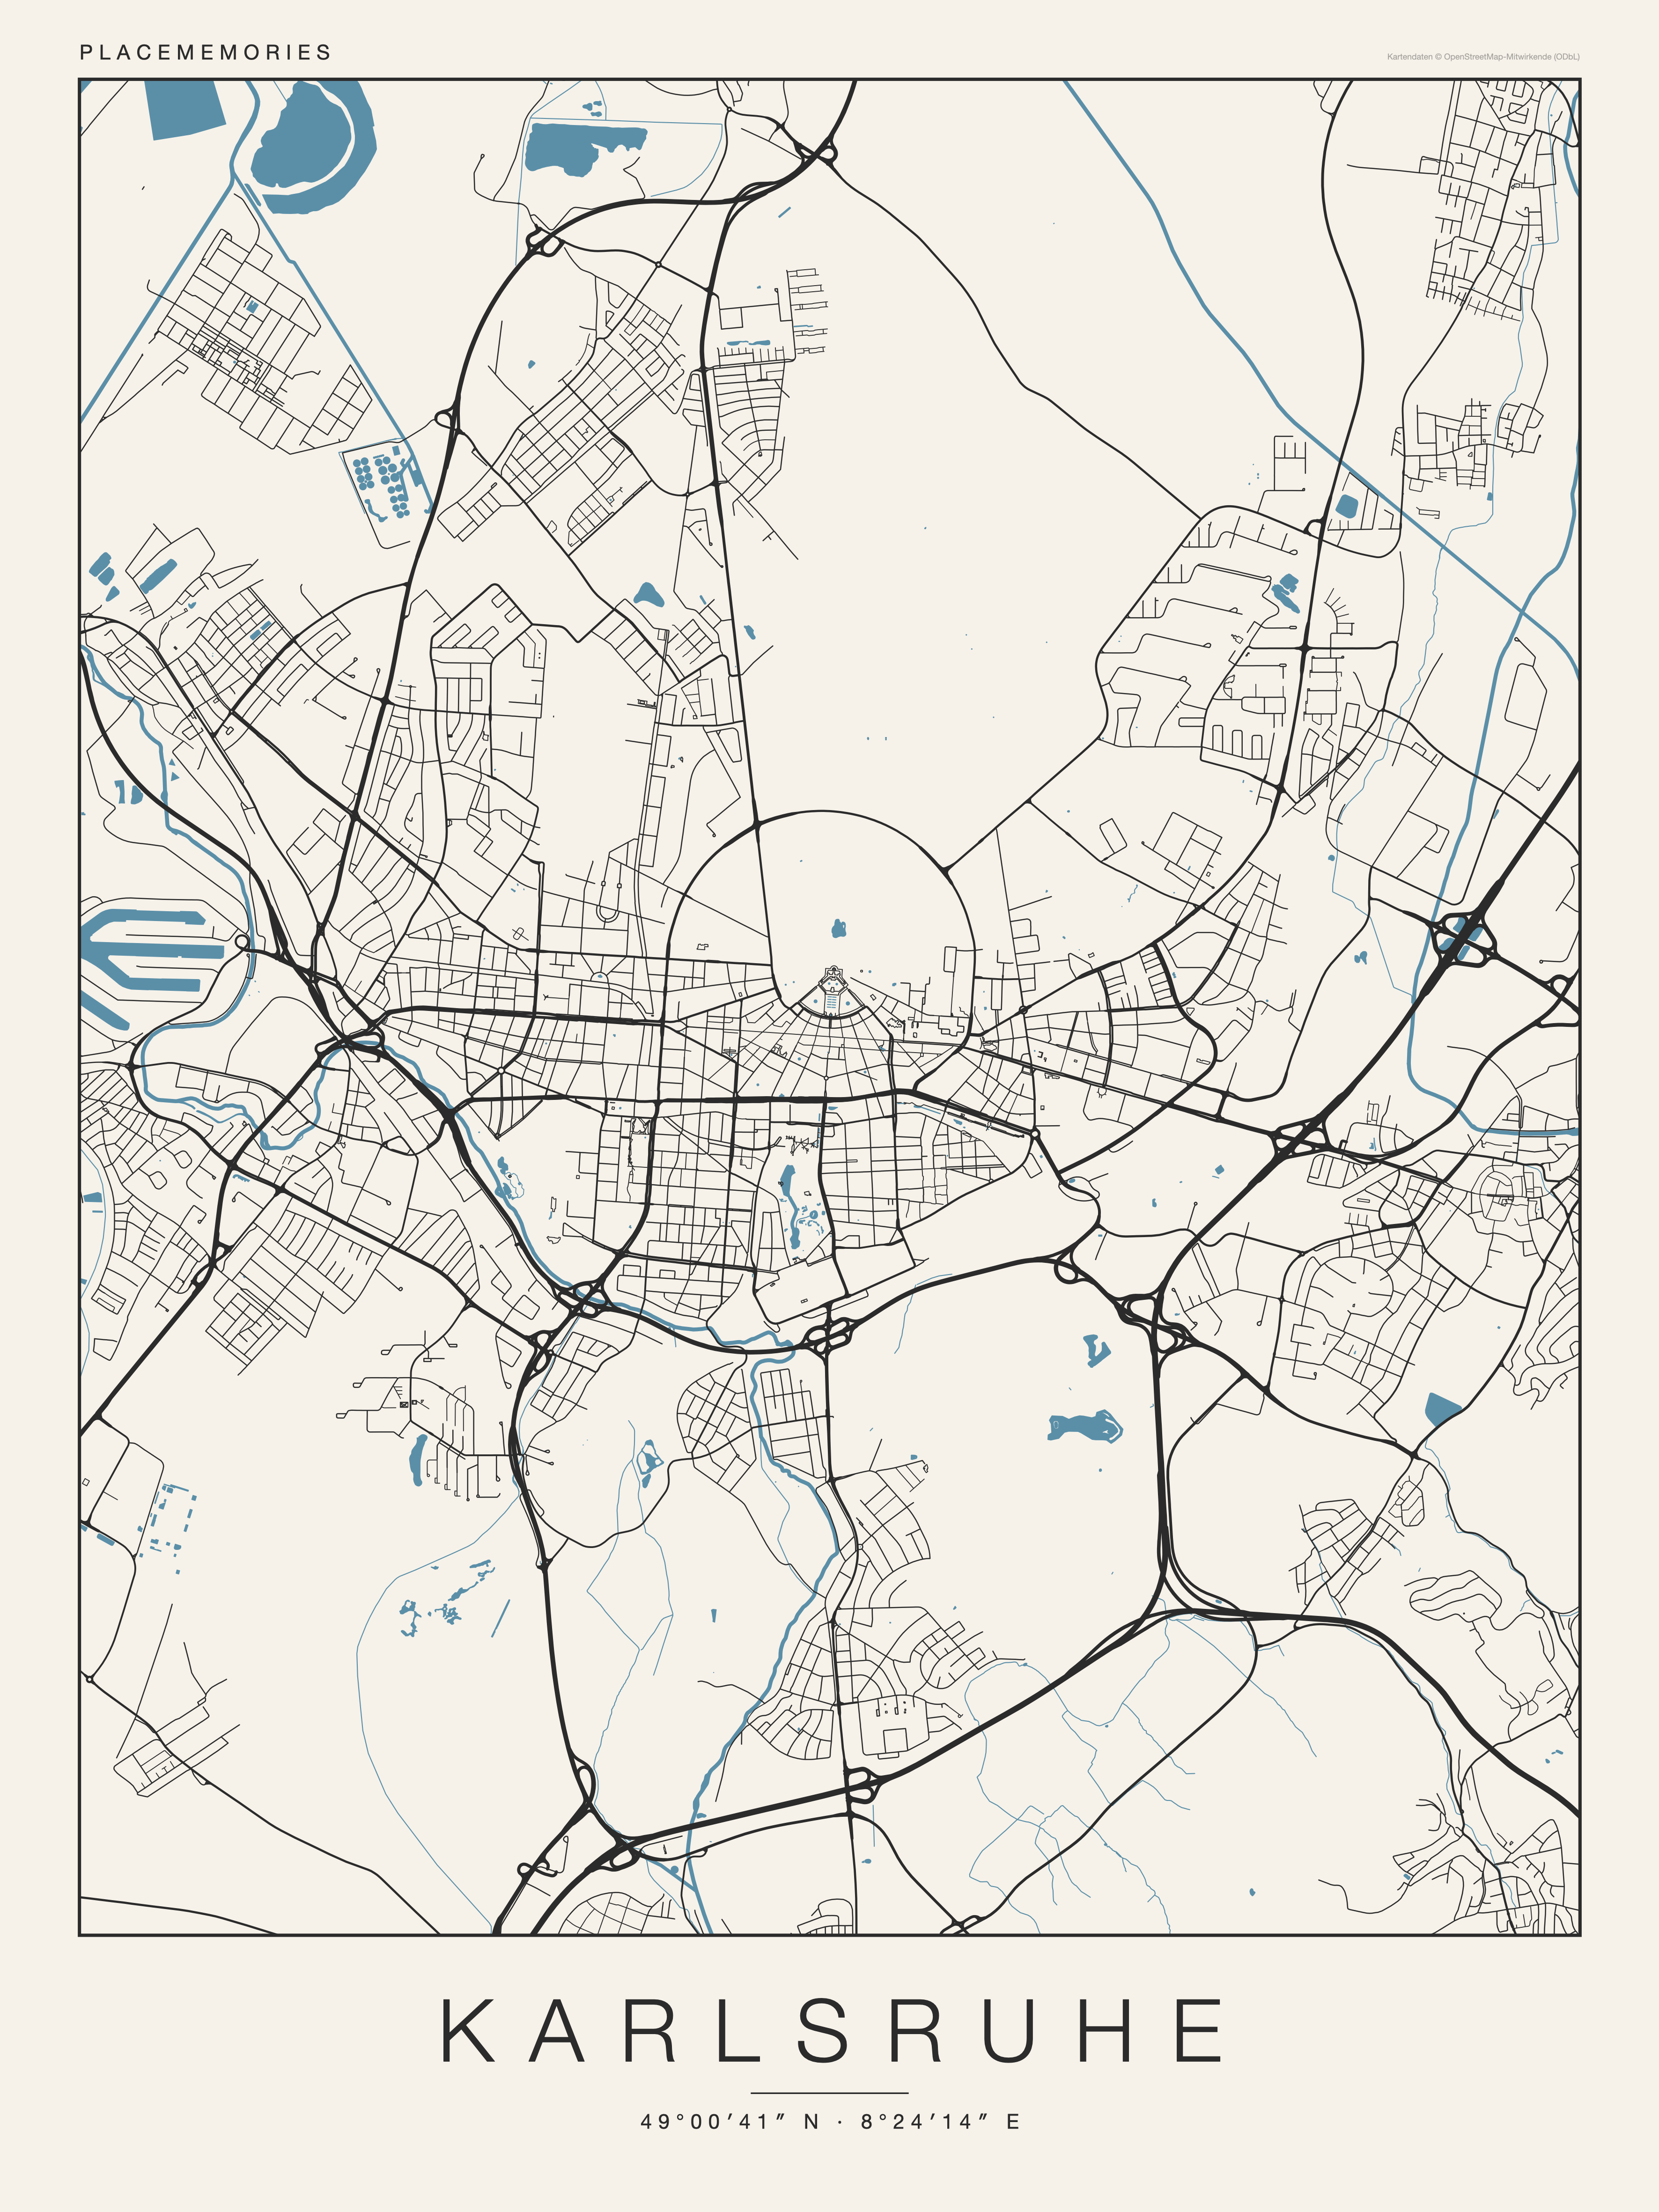 PLACEMEMORIES
Kartendaten © OpenStreetMap-Mitwirkende (ODbL)
KARLSRUHE
49°00′41″ N · 8°24′14″ E